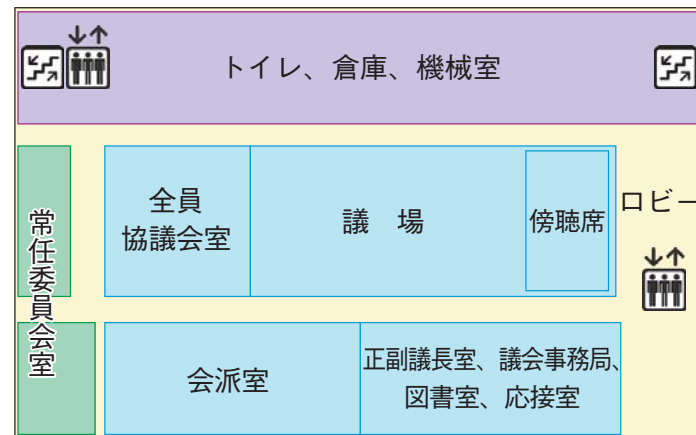 トイレ、倉庫、機械室
全員
協議会室
議 場
傍聴席
ロビー
常任委員会室
会派室
正副議長室、議会事務局、
図書室、応接室